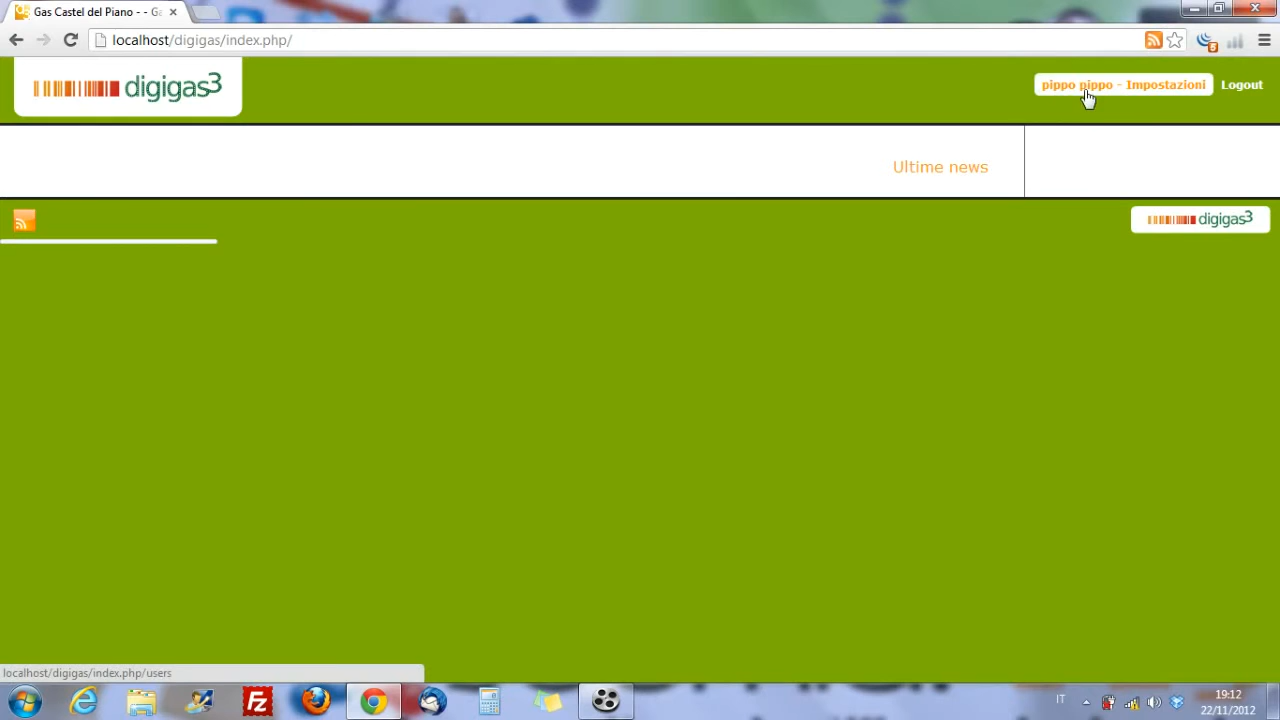 Gas Castel del Piano - - Ga
localhost/digigas/index.php/
digigas3
pippo pippo - Impostazioni
Logout
Ultime news
digigas3
localhost/digigas/index.php/users
IT
19:12
22/11/2012